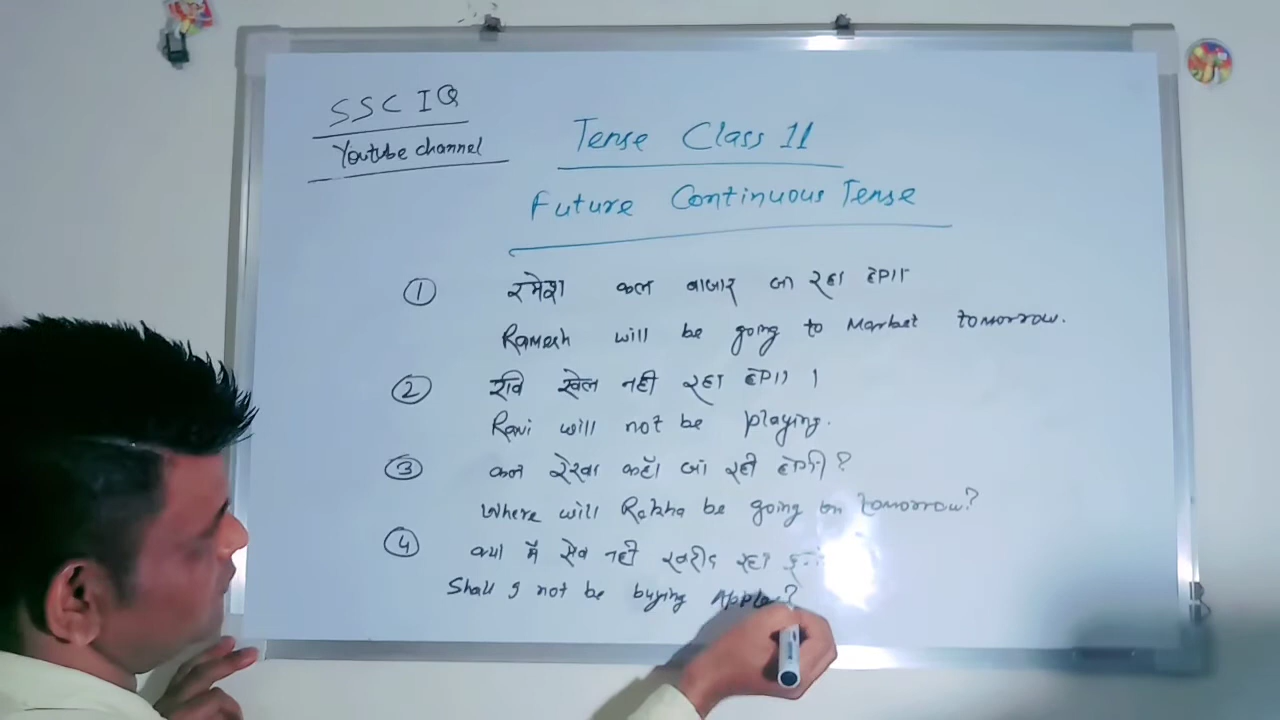 SSC IQ
Youtube channel
Tense Class 11
Future Continuous Tense
① रमेश कल बाजार जा रहा होगा
Ramesh will be going to Market tomorrow.
② रवि खेल नही रहा होगा ।
Ravi will not be playing.
③ कल रेखा कहाँ जा रही होगी ?
Where will Rekha be going on tomorrow?
④ क्या मैं सेव नही खरीद रहा
Shall I not be buying Apple?